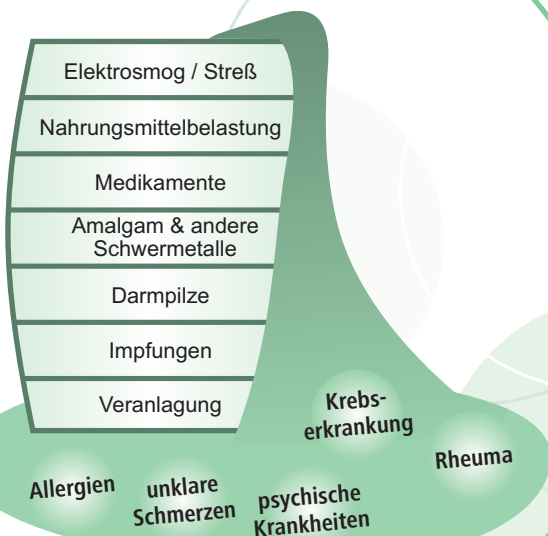 Elektrosmog / Streß
Nahrungsmittelbelastung
Medikamente
Amalgam & andere
Schwermetalle
Darmpilze
Impfungen
Veranlagung
Krebs-
erkrankung
Rheuma
Allergien
unklare
Schmerzen
psychische
Krankheiten